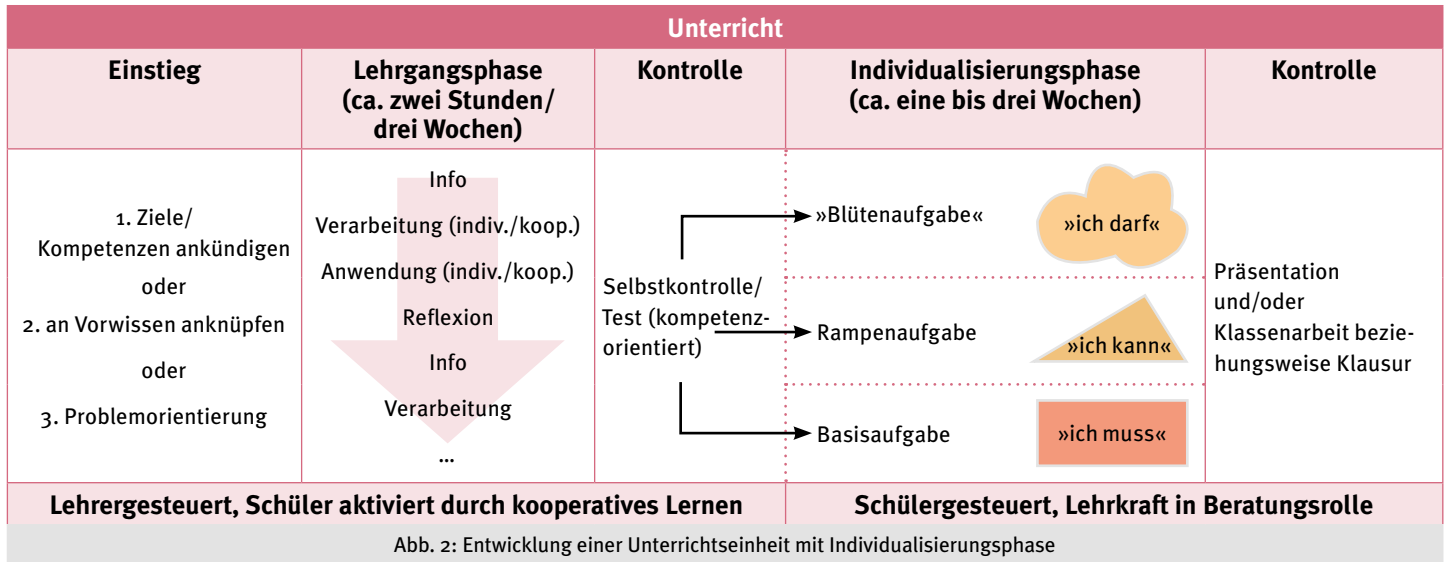 Unterricht
Einstieg
Lehrgangsphase
(ca. zwei Stunden/
drei Wochen)
Kontrolle
Individualisierungsphase
(ca. eine bis drei Wochen)
Kontrolle
1. Ziele/
Kompetenzen ankündigen
oder
2. an Vorwissen anknüpfen
oder
3. Problemorientierung
Info
Verarbeitung (indiv./koop.)
Anwendung (indiv./koop.)
Reflexion
Info
Verarbeitung
...
Selbstkontrolle/
Test (kompetenz-
orientiert)
»Blütenaufgabe«
»ich darf«
Rampenaufgabe
»ich kann«
Basisaufgabe
»ich muss«
Präsentation
und/oder
Klassenarbeit bezie-
hungsweise Klausur
Lehrergesteuert, Schüler aktiviert durch kooperatives Lernen
Schülergesteuert, Lehrkraft in Beratungsrolle
Abb. 2: Entwicklung einer Unterrichtseinheit mit Individualisierungsphase